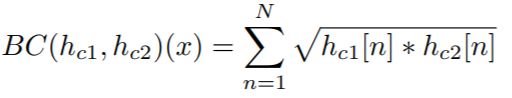 BC(h_{c1}, h_{c2})(x) = \sum_{n=1}^{N} \sqrt{h_{c1}[n] * h_{c2}[n]}